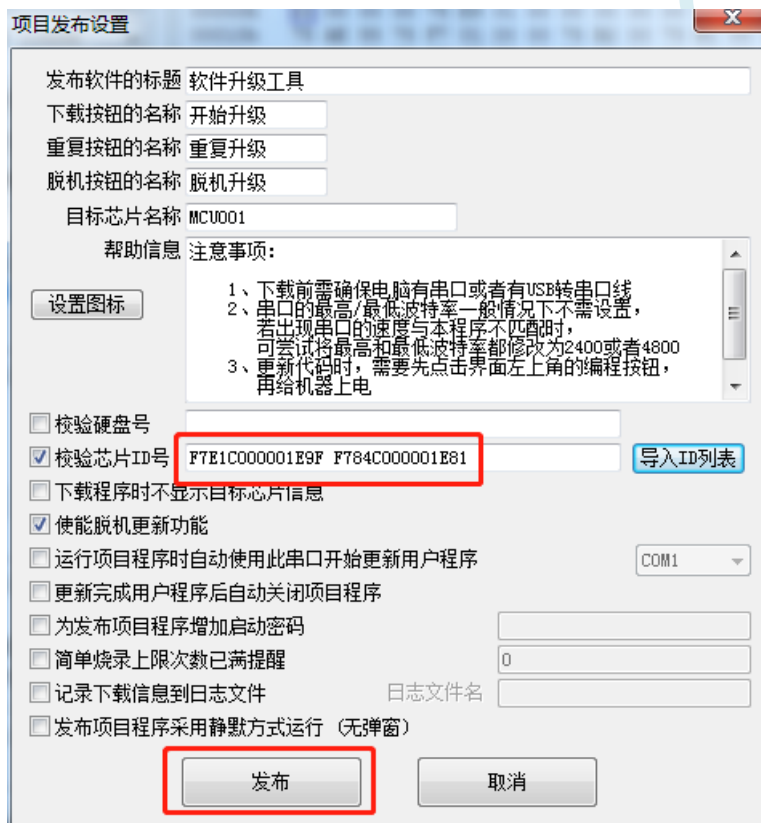 项目发布设置
发布软件的标题 软件升级工具
下载按钮的名称 开始升级
重复按钮的名称 重复升级
脱机按钮的名称 脱机升级
目标芯片名称 MCU001
帮助信息 注意事项:
1、下载前需确保电脑有串口或者有USB转串口线
设置图标
2、串口的最高/最低波特率一般情况下不需设置,
若出现串口的速度与本程序不匹配时,
可尝试将最高和最低波特率都修改为2400或者4800
3、更新代码时,需要先点击界面左上角的编程按钮,
再给机器上电
校验硬盘号
校验芯片ID号 F7E1C000001E9F F784C000001E81 导入ID列表
下载程序时不显示目标芯片信息
使能脱机更新功能
运行项目程序时自动使用此串口开始更新用户程序 COM1
更新完成用户程序后自动关闭项目程序
为发布项目程序增加启动密码
简单烧录上限次数已满提醒 0
记录下载信息到日志文件 日志文件名
发布项目程序采用静默方式运行 (无弹窗)
发布 取消